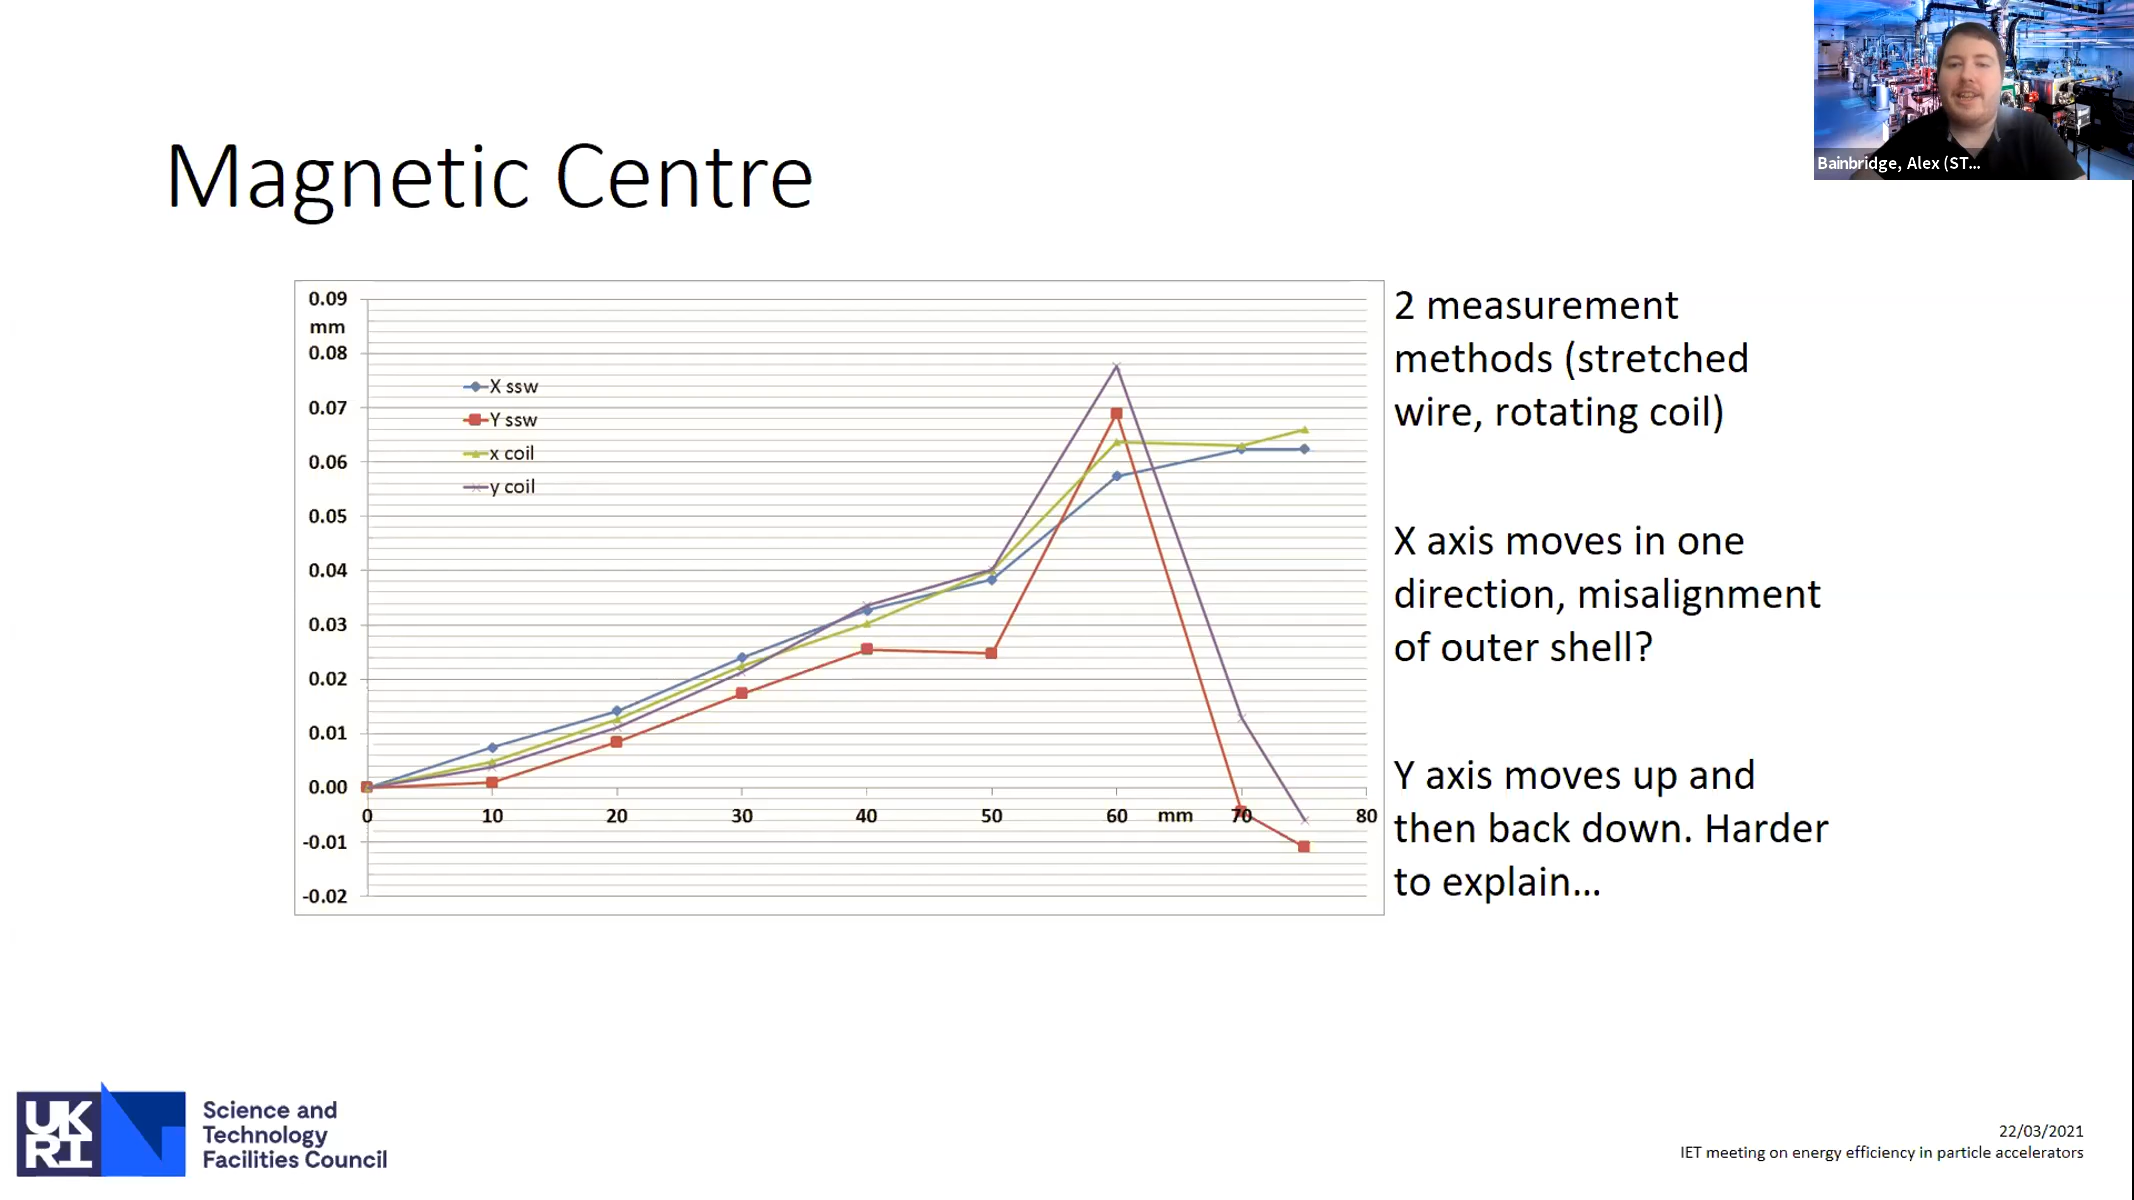 Bainbridge, Alex (ST...
Magnetic Centre
0.09
mm
0.08
0.07
0.06
0.05
0.04
0.03
0.02
0.01
0.00
-0.01
-0.02
X ssw
Y ssw
x coil
y coil
0 10 20 30 40 50 60 mm 70 80
2 measurement
methods (stretched
wire, rotating coil)
X axis moves in one
direction, misalignment
of outer shell?
Y axis moves up and
then back down. Harder
to explain...
UK
RI
Science and
Technology
Facilities Council
22/03/2021
IET meeting on energy efficiency in particle accelerators